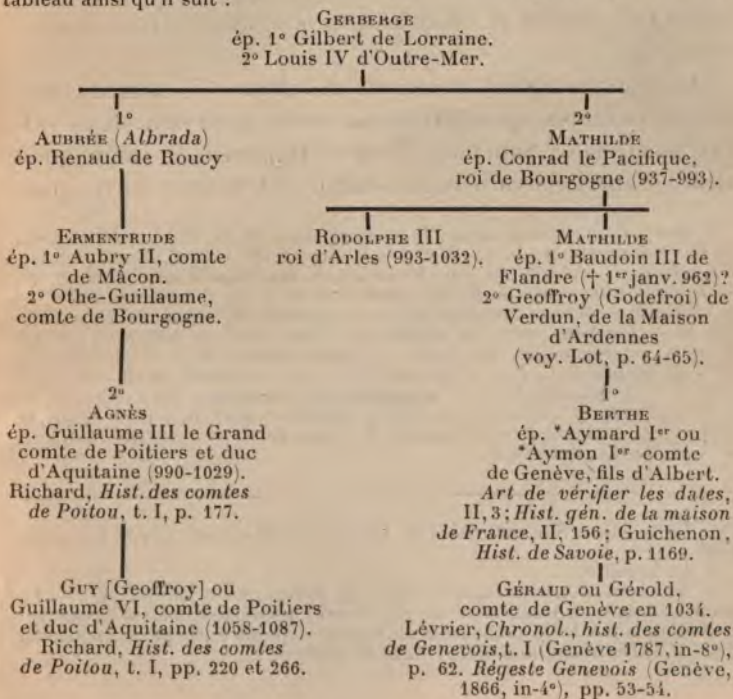 tableau ainsi qu'il suit :
GERBERGE
ép. 1° Gilbert de Lorraine.
2° Louis IV d'Outre-Mer.
1°
AUBRÉE (Albrada)
ép. Renaud de Roucy
2°
MATHILDE
ép. Conrad le Pacifique,
roi de Bourgogne (937-993).
ERMENTRUDE
ép. 1° Aubry II, comte
de Mâcon.
2° Othe-Guillaume,
comte de Bourgogne.
RODOLPHE III
roi d'Arles (993-1032).
MATHILDE
ép. 1° Baudoin III de
Flandre († 1er janv. 962)?
2° Geoffroy (Godefroi) de
Verdun, de la Maison
d'Ardennes
(voy. Lot, p. 64-65).
2°
AGNÈS
ép. Guillaume III le Grand
comte de Poitiers et duc
d'Aquitaine (990-1029).
Richard, Hist. des comtes
de Poitou, t. I, p. 177.
1°
BERTHE
ép. *Aymard Ier ou
*Aymon Ier comte
de Genève, fils d'Albert.
Art de vérifier les dates,
II, 3; Hist. gén. de la maison
de France, II, 156; Guichenon,
Hist. de Savoie, p. 1169.
GUY [Geoffroy] ou
Guillaume VI, comte de Poitiers
et duc d'Aquitaine (1058-1087).
Richard, Hist. des comtes
de Poitou, t. I, pp. 220 et 266.
GÉRAUD ou Gérold,
comte de Genève en 1034.
Lévrier, Chronol., hist. des comtes
de Genevois, t. I (Genève 1787, in-8°),
p. 62. Régeste Genevois (Genève,
1866, in-4°), pp. 53-54.